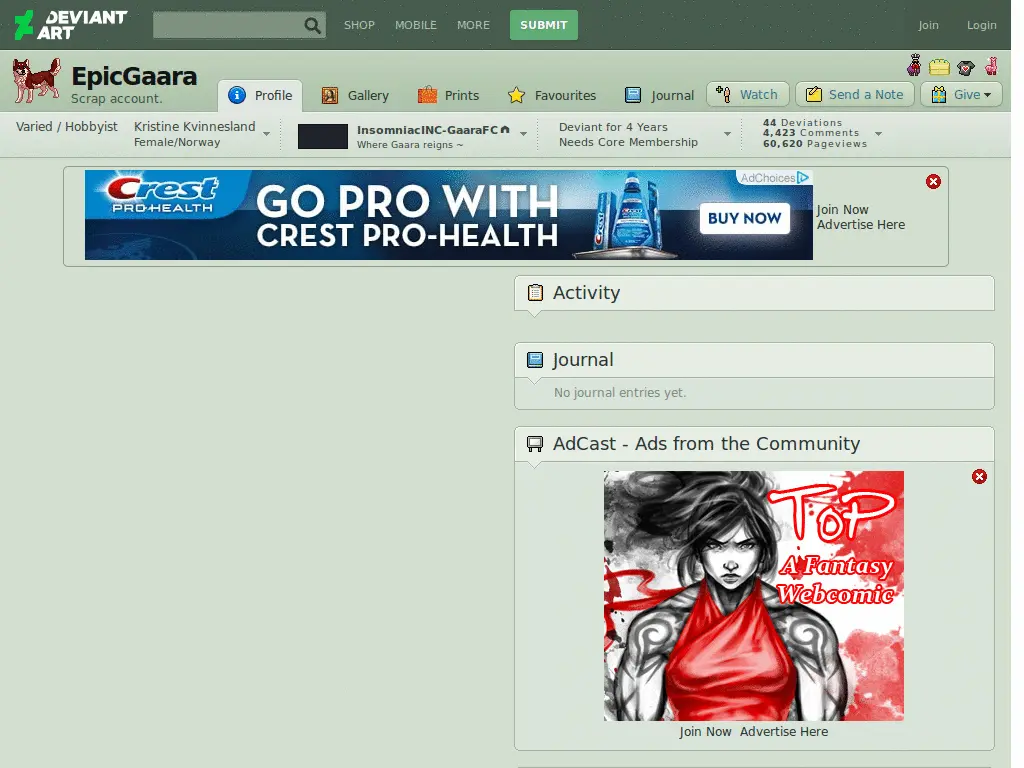 DEVIANT
ART
SHOP MOBILE MORE SUBMIT Join Login
EpicGaara
Scrap account.
Profile Gallery Prints Favourites Journal Watch Send a Note Give
Varied / Hobbyist
Kristine Kvinnesland
Female/Norway
InsomniacINC-GaaraFC
Where Gaara reigns ~
Deviant for 4 Years
Needs Core Membership
44 Deviations
4,423 Comments
60,620 Pageviews
Crest
PRO-HEALTH
GO PRO WITH
CREST PRO-HEALTH
BUY NOW
AdChoices
Join Now
Advertise Here
Activity
Journal
No journal entries yet.
AdCast - Ads from the Community
ToP
A Fantasy
Webcomic
Join Now Advertise Here